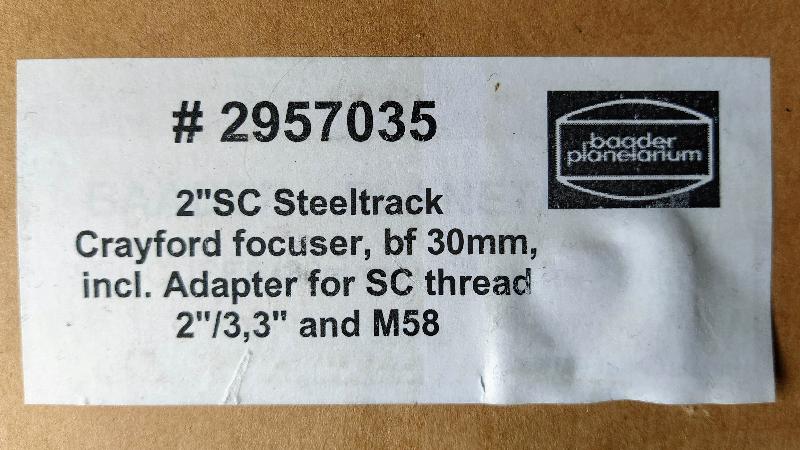 # 2957035
baader
planetarium
2"SC Steeltrack
Crayford focuser, bf 30mm,
incl. Adapter for SC thread
2"/3,3" and M58